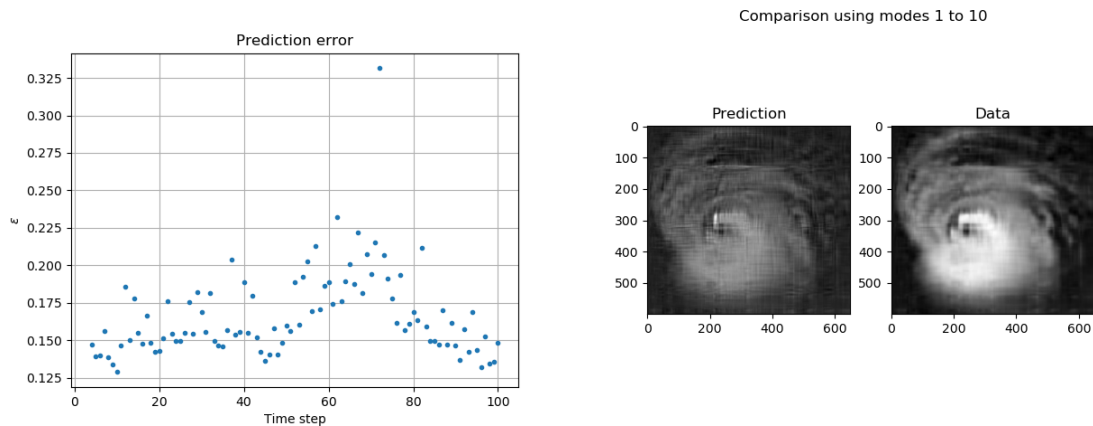 Comparison using modes 1 to 10
Prediction error
0.325
0.300
0.275
0.250
0.225
0.200
0.175
0.150
0.125
ε
0 20 40 60 80 100
Time step
Prediction
0
100
200
300
400
500
0 200 400 600
Data
0
100
200
300
400
500
0 200 400 600